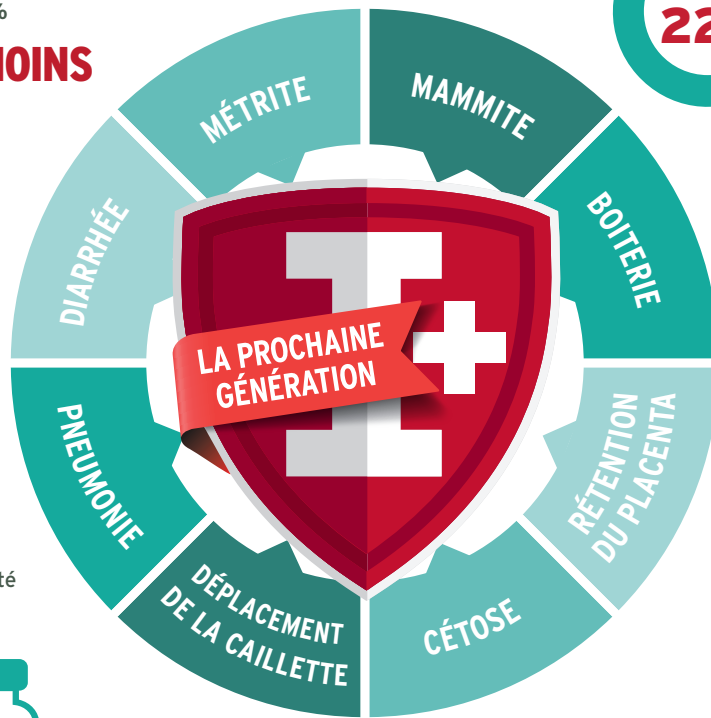 %
MOINS
22
MÉTRITE
MAMMITE
DIARRHÉE
BOITERIE
I+
LA PROCHAINE
GÉNÉRATION
PNEUMONIE
RÉTENTION
DU PLACENTA
DÉPLACEMENT
DE LA CAILLETTE
CÉTOSE
té